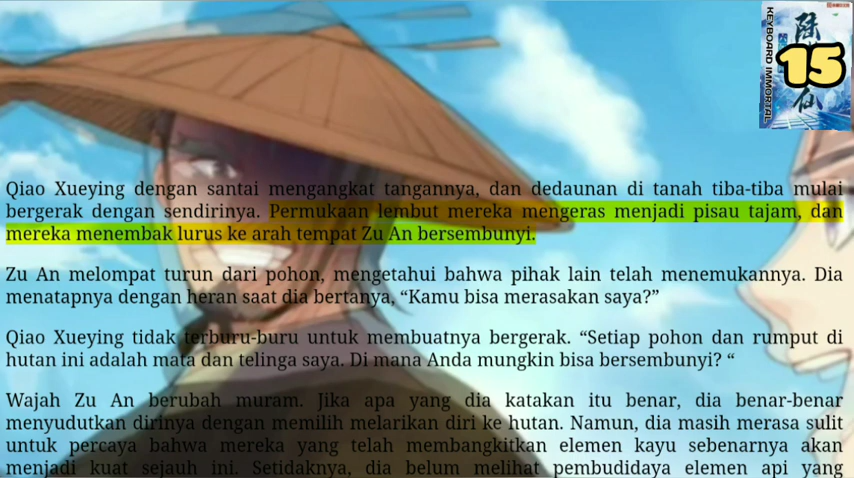 陸
仙
KEYBOARD IMMORTAL
15
Qiao Xueying dengan santai mengangkat tangannya, dan dedaunan di tanah tiba-tiba mulai
bergerak dengan sendirinya. Permukaan lembut mereka mengeras menjadi pisau tajam, dan
mereka menembak lurus ke arah tempat Zu An bersembunyi.
Zu An melompat turun dari pohon, mengetahui bahwa pihak lain telah menemukannya. Dia
menatapnya dengan heran saat dia bertanya, “Kamu bisa merasakan saya?”
Qiao Xueying tidak terburu-buru untuk membuatnya bergerak. “Setiap pohon dan rumput di
hutan ini adalah mata dan telinga saya. Di mana Anda mungkin bisa bersembunyi? “
Wajah Zu An berubah muram. Jika apa yang dia katakan itu benar, dia benar-benar
menyudutkan dirinya dengan memilih melarikan diri ke hutan. Namun, dia masih merasa sulit
untuk percaya bahwa mereka yang telah membangkitkan elemen kayu sebenarnya akan
menjadi kuat sejauh ini. Setidaknya, dia belum melihat pembudidaya elemen api yang